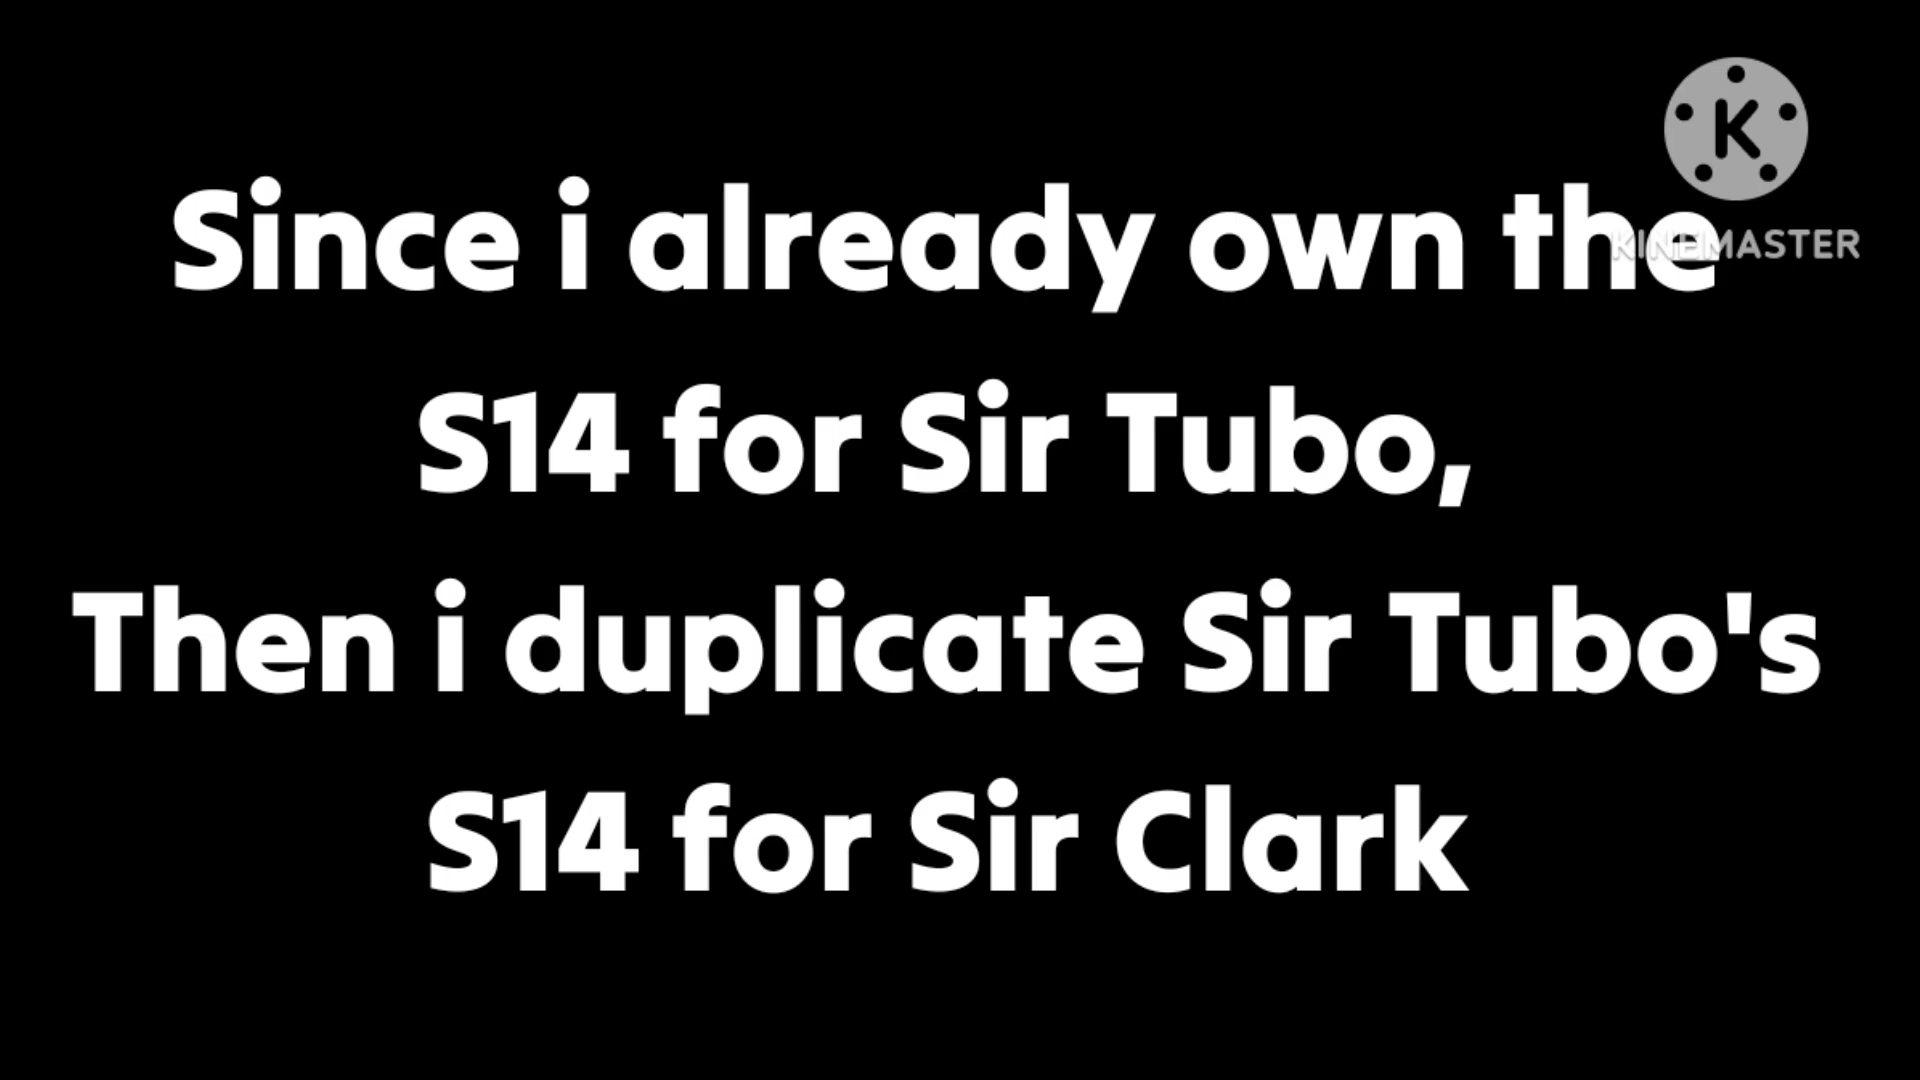 Since i already own the
KINEMASTER
S14 for Sir Tubo,
Then i duplicate Sir Tubo's
S14 for Sir Clark